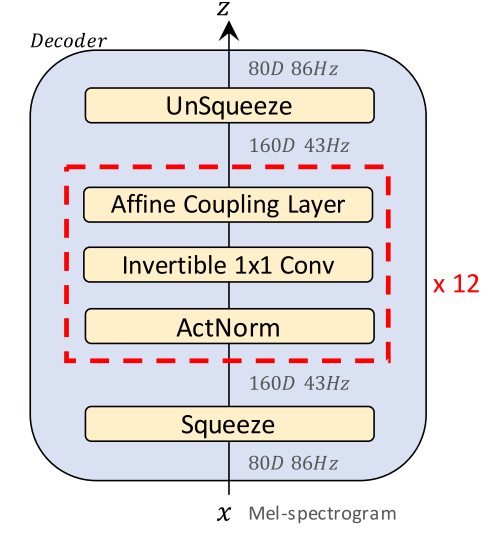 z
Decoder
80D 86Hz
UnSqueeze
160D 43Hz
Affine Coupling Layer
Invertible 1x1 Conv
x 12
ActNorm
160D 43Hz
Squeeze
80D 86Hz
x Mel-spectrogram